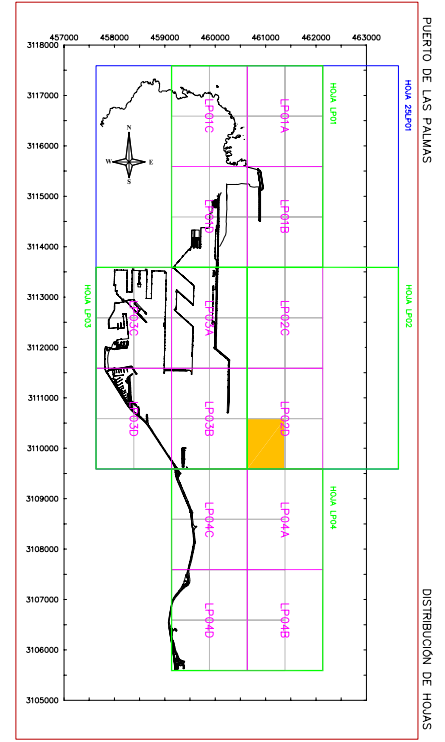 PUERTO DE LAS PALMAS
DISTRIBUCIÓN DE HOJAS
457000
458000
459000
460000
461000
462000
463000
3118000
3117000
3116000
3115000
3114000
3113000
3112000
3111000
3110000
3109000
3108000
3107000
3106000
3105000
HOJA 25LP01
HOJA LP01
HOJA LP02
HOJA LP03
HOJA LP04
LP01A
LP01C
LP01B
LP01D
LP02C
LP03A
LP03C
LP02D
LP03B
LP03D
LP04A
LP04C
LP04B
LP04D
N
W
E
S